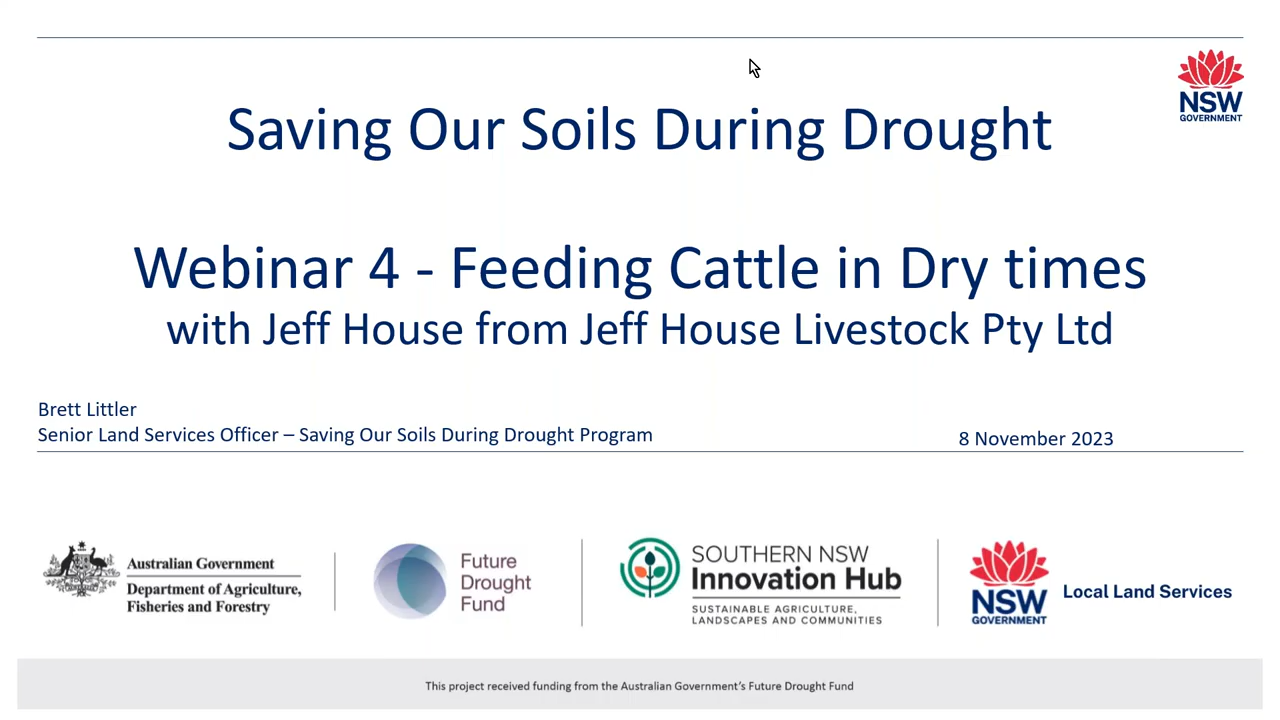 NSW
GOVERNMENT
Saving Our Soils During Drought
Webinar 4 - Feeding Cattle in Dry times
with Jeff House from Jeff House Livestock Pty Ltd
Brett Littler
Senior Land Services Officer – Saving Our Soils During Drought Program
8 November 2023
Australian Government
Department of Agriculture,
Fisheries and Forestry
Future
Drought
Fund
SOUTHERN NSW
Innovation Hub
SUSTAINABLE AGRICULTURE,
LANDSCAPES AND COMMUNITIES
NSW
GOVERNMENT
Local Land Services
This project received funding from the Australian Government’s Future Drought Fund